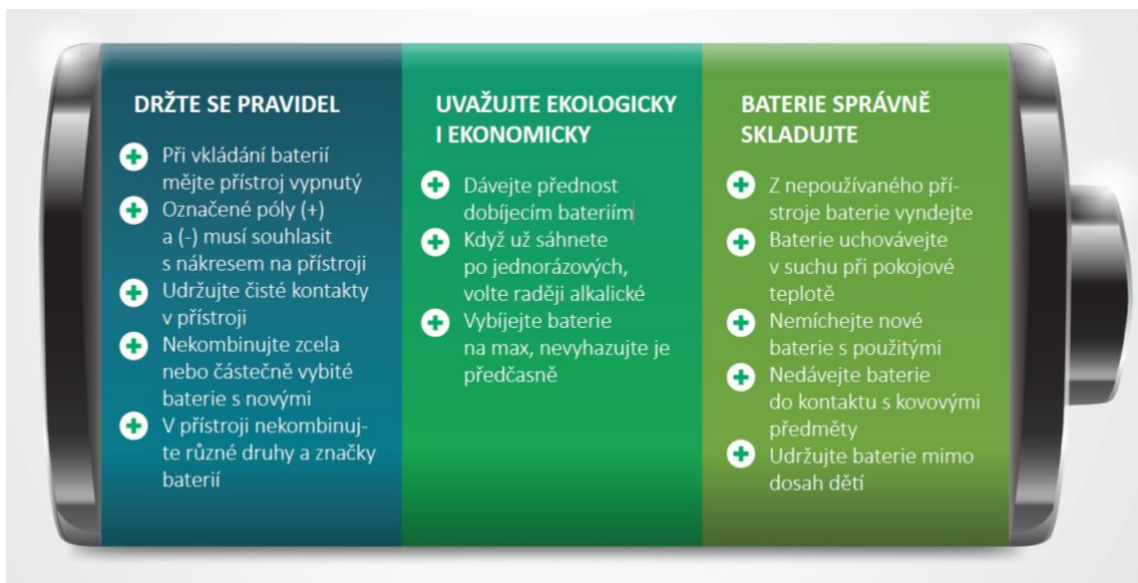 DRŽTE SE PRAVIDEL
Při vkládání baterií
mějte přístroj vypnutý
Označené póly (+)
a (-) musí souhlasit
s nákresem na přístroji
Udržujte čisté kontakty
v přístroji
Nekombinujte zcela
nebo částečně vybité
baterie s novými
V přístroji nekombinuj-
te různé druhy a značky
baterií
UVAŽUJTE EKOLOGICKY
I EKONOMICKY
Dávejte přednost
dobíjecím bateriím
Když už sáhnete
po jednorázových,
volte raději alkalické
Vybíjejte baterie
na max, nevyhazujte je
předčasně
BATERIE SPRÁVNĚ
SKLADUJTE
Z nepoužívaného pří-
stroje baterie vyndejte
Baterie uchovávejte
v suchu při pokojové
teplotě
Nemíchejte nové
baterie s použitými
Nedávejte baterie
do kontaktu s kovovými
předměty
Udržujte baterie mimo
dosah dětí